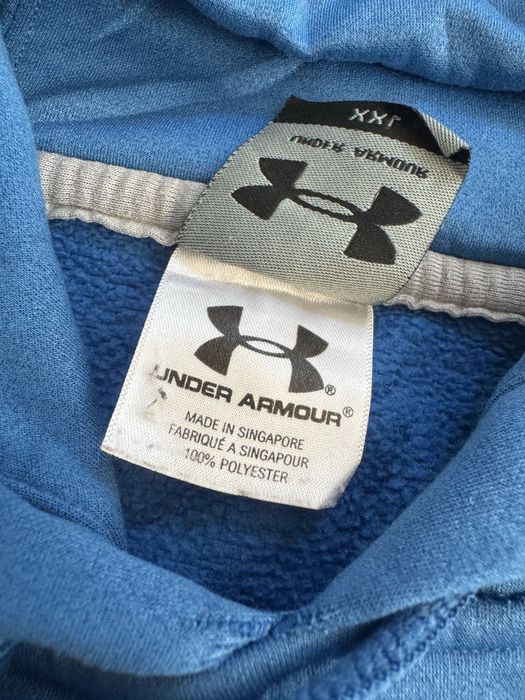 XXL
UNDER ARMOUR
®
UNDER ARMOUR®
MADE IN SINGAPORE
FABRIQUÉ A SINGAPOUR
100% POLYESTER